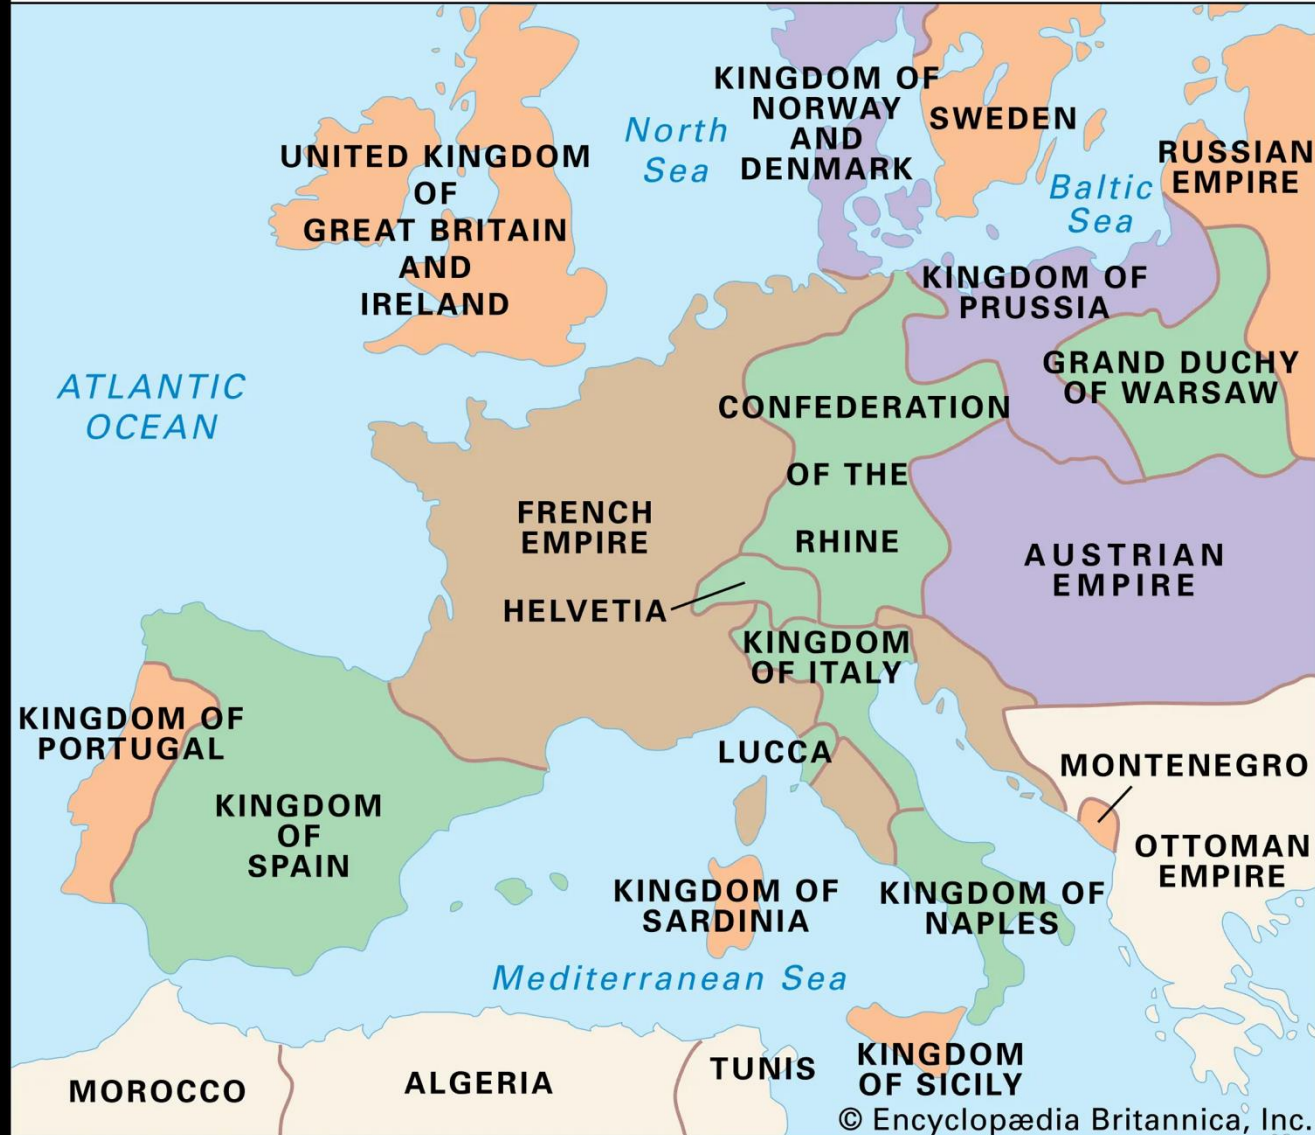 KINGDOM OF
NORWAY
AND
DENMARK
SWEDEN
North
Sea
UNITED KINGDOM
OF
GREAT BRITAIN
AND
IRELAND
RUSSIAN
EMPIRE
Baltic
Sea
KINGDOM OF
PRUSSIA
GRAND DUCHY
OF WARSAW
ATLANTIC
OCEAN
CONFEDERATION
OF THE
RHINE
FRENCH
EMPIRE
AUSTRIAN
EMPIRE
HELVETIA
KINGDOM
OF ITALY
KINGDOM OF
PORTUGAL
LUCCA
MONTENEGRO
KINGDOM
OF
SPAIN
OTTOMAN
EMPIRE
KINGDOM OF
SARDINIA
KINGDOM OF
NAPLES
Mediterranean Sea
MOROCCO
ALGERIA
TUNIS
KINGDOM
OF SICILY
© Encyclopædia Britannica, Inc.